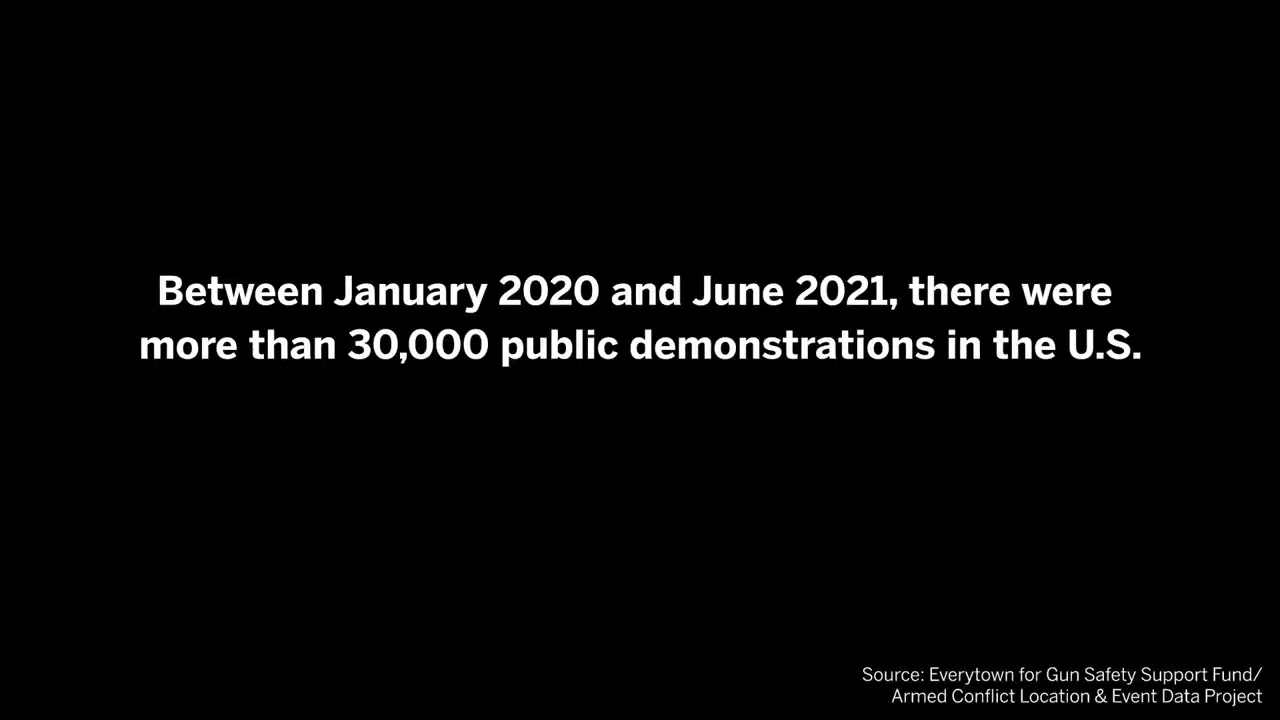 Between January 2020 and June 2021, there were
more than 30,000 public demonstrations in the U.S.
Source: Everytown for Gun Safety Support Fund/
Armed Conflict Location & Event Data Project